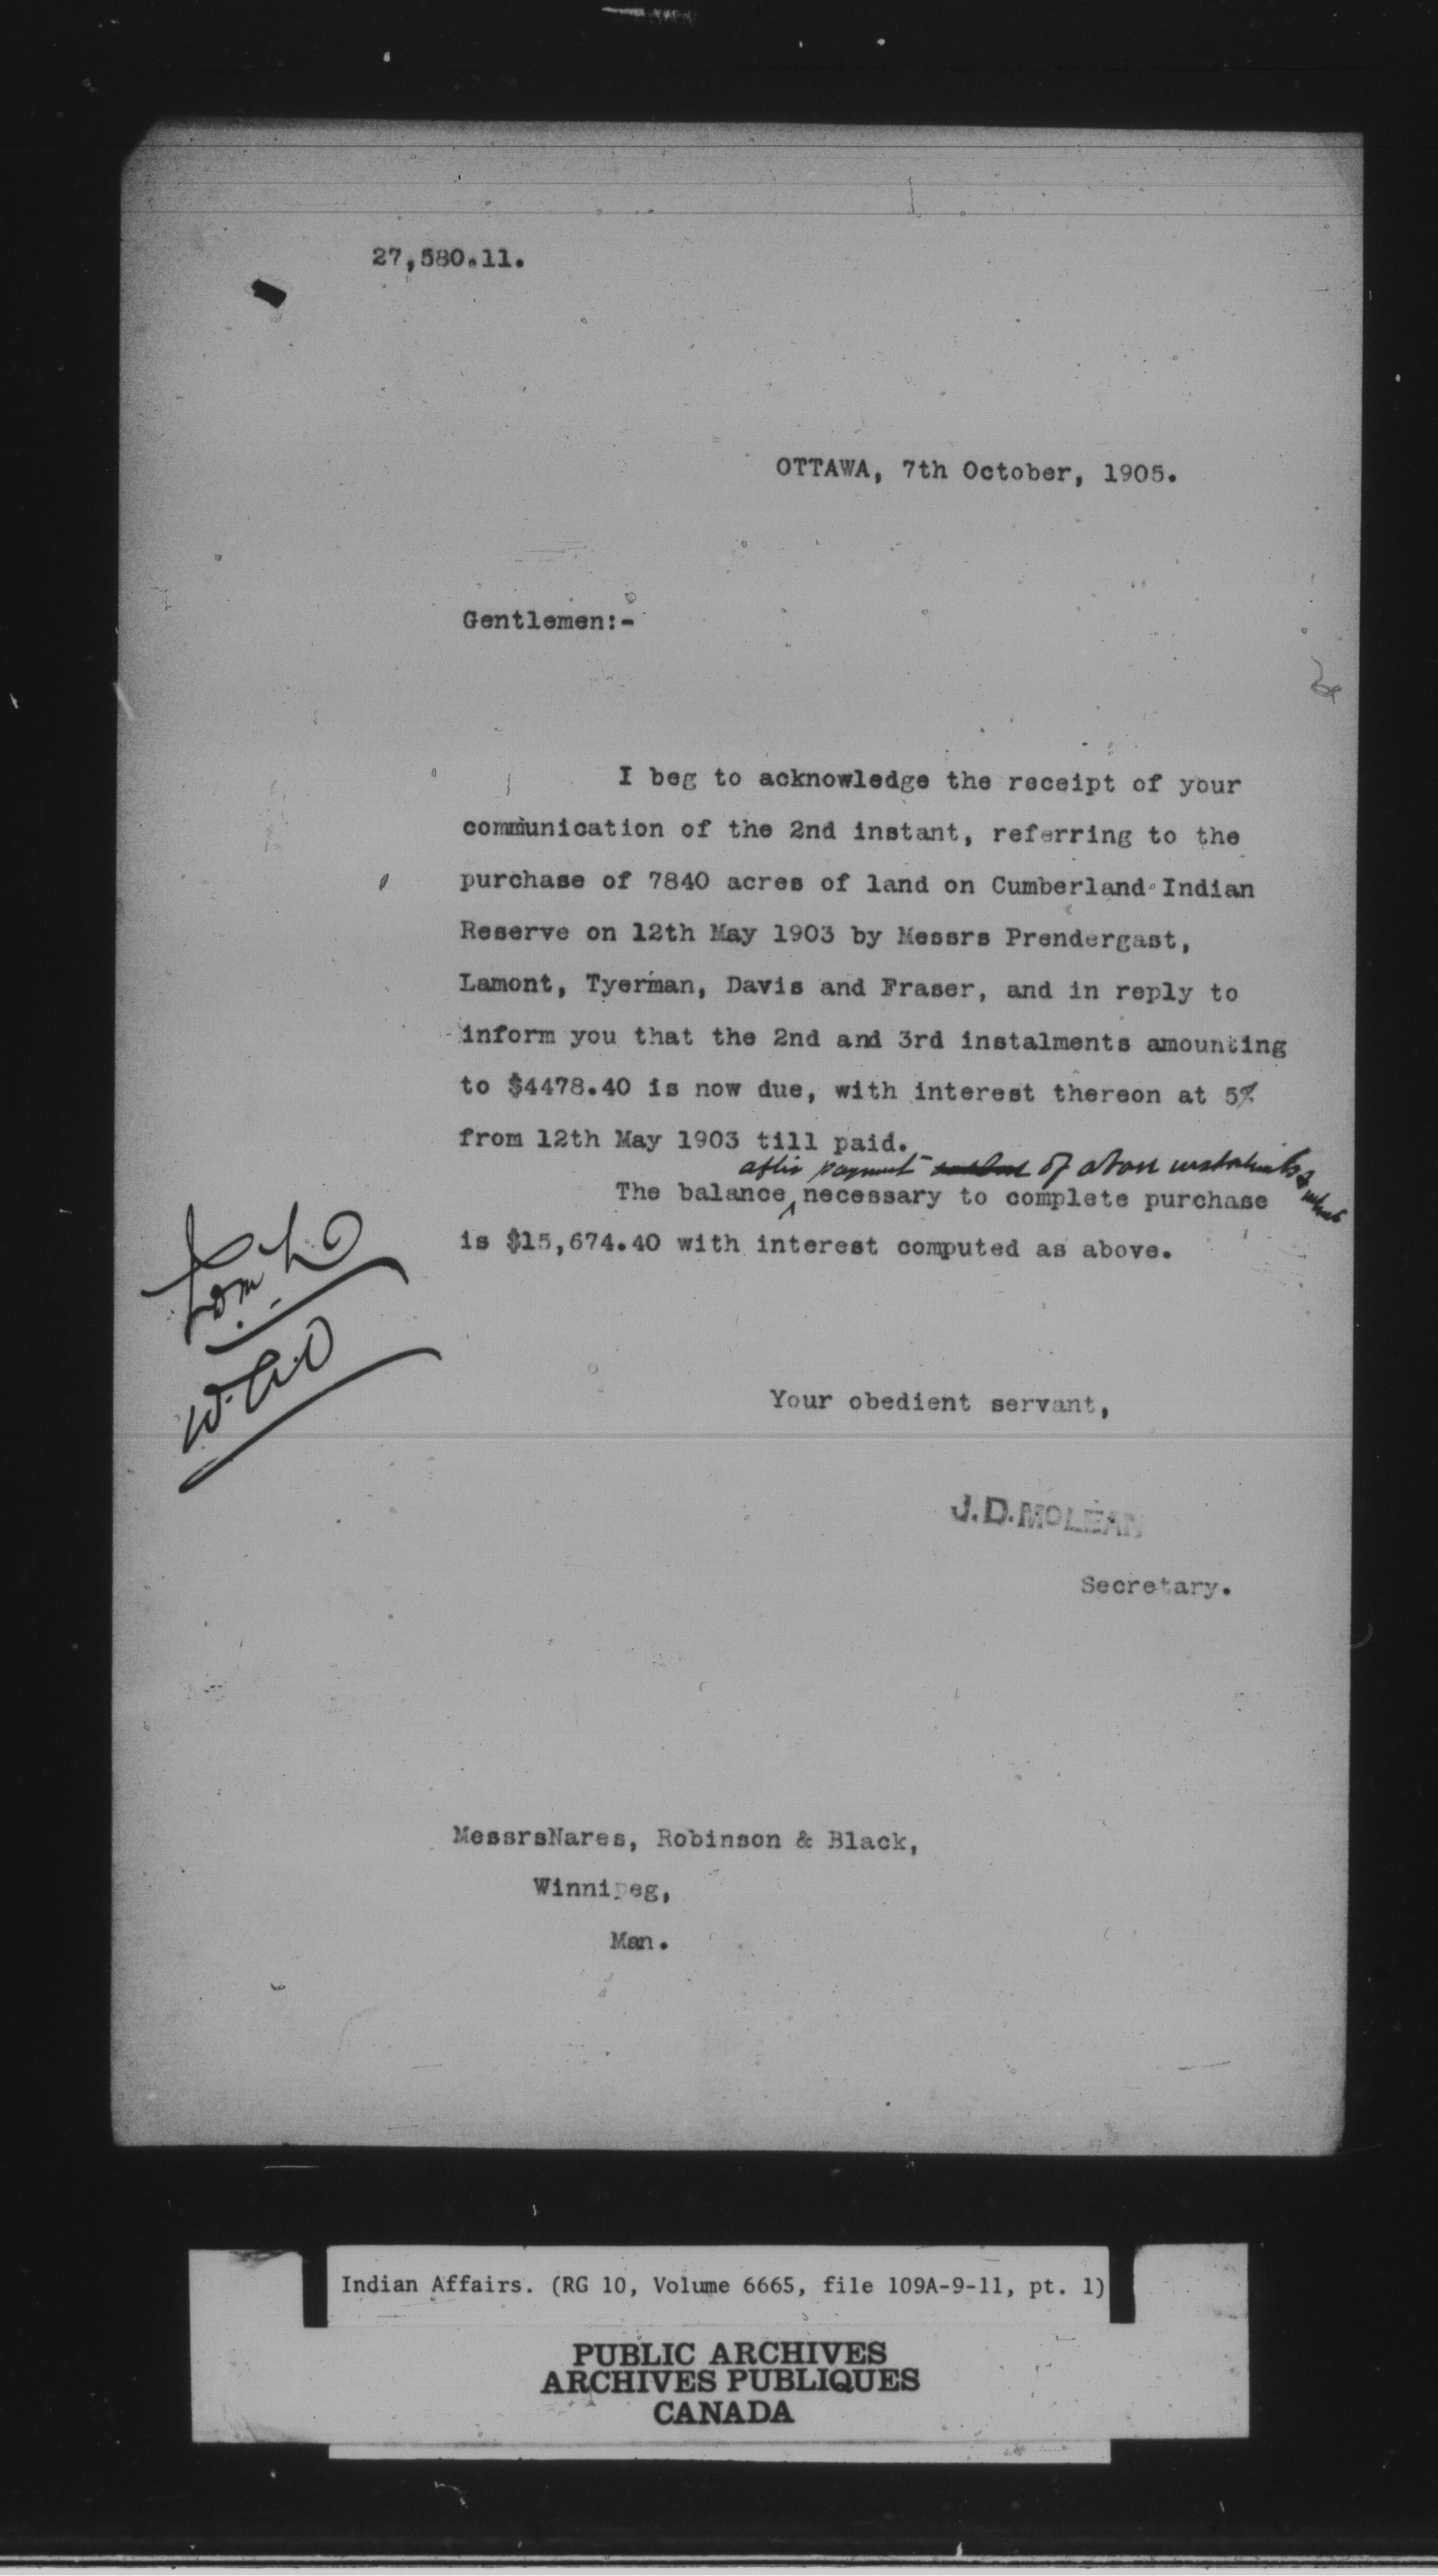 27,580.11.
OTTAWA, 7th October, 1905.
Gentlemen:-
I beg to acknowledge the receipt of your
communication of the 2nd instant, referring to the
purchase of 7840 acres of land on Cumberland Indian
Reserve on 12th May 1903 by Messrs Prendergast,
Lamont, Tyerman, Davis and Fraser, and in reply to
inform you that the 2nd and 3rd instalments amounting
to $4478.40 is now due, with interest thereon at 5%
from 12th May 1903 till paid.
after payment of above instalments &
The balance necessary to complete purchase
is $15,674.40 with interest computed as above.
W.A.O
Your obedient servant,
J.D. McLEAN
Secretary.
MessrsNares, Robinson & Black,
Winnipeg,
Man.
Indian Affairs. (RG 10, Volume 6665, file 109A-9-11, pt. 1)
PUBLIC ARCHIVES
ARCHIVES PUBLIQUES
CANADA